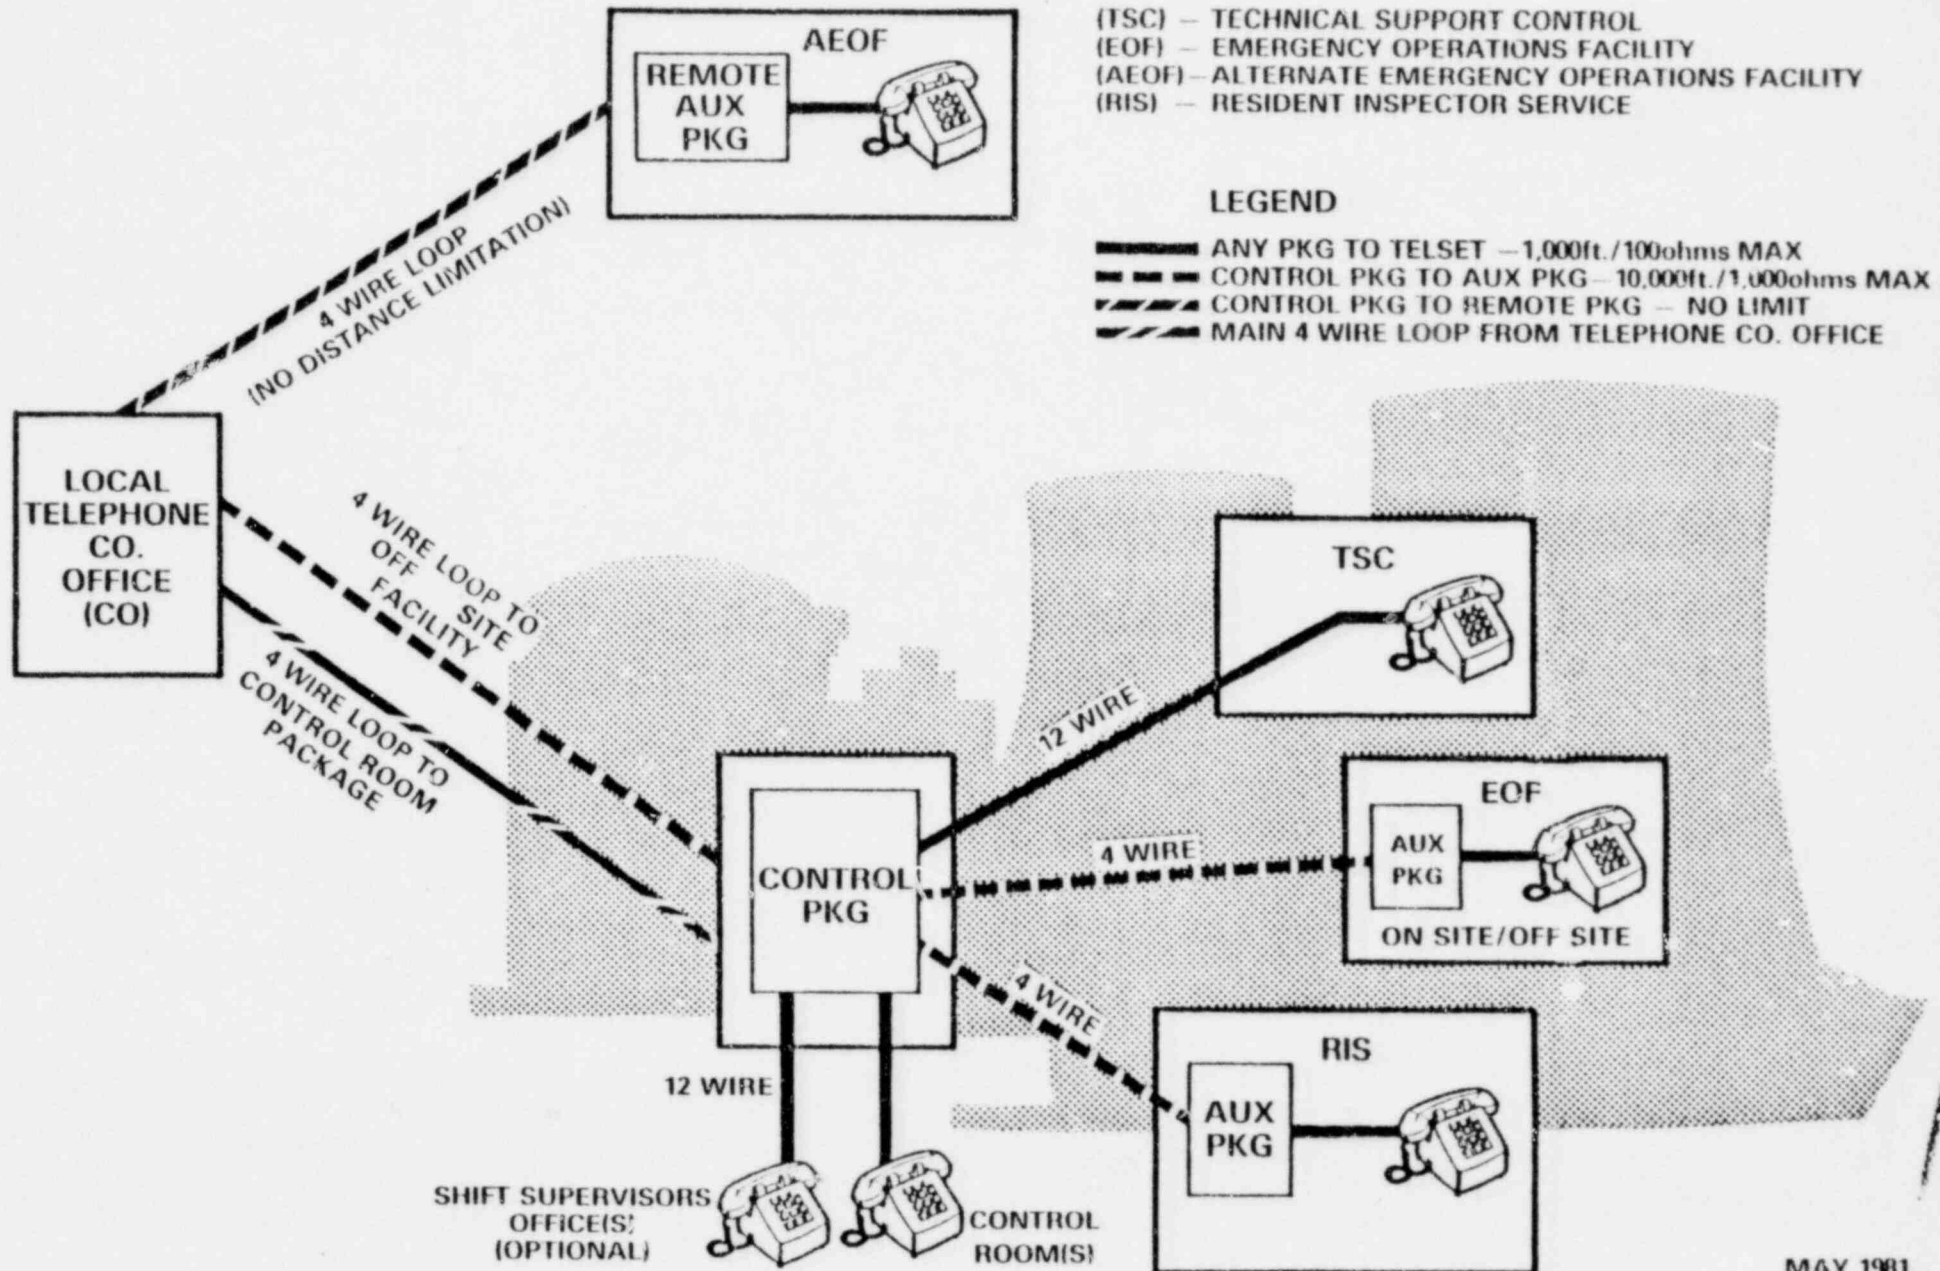 (TSC) — TECHNICAL SUPPORT CONTROL
(EOF) — EMERGENCY OPERATIONS FACILITY
(AEOF) — ALTERNATE EMERGENCY OPERATIONS FACILITY
(RIS) — RESIDENT INSPECTOR SERVICE
AEOF
REMOTE
AUX
PKG
LEGEND
ANY PKG TO TELSET — 1,000ft./100ohms MAX
CONTROL PKG TO AUX PKG — 10,000ft./1,000ohms MAX
CONTROL PKG TO REMOTE PKG — NO LIMIT
MAIN 4 WIRE LOOP FROM TELEPHONE CO. OFFICE
4 WIRE LOOP
(NO DISTANCE LIMITATION)
LOCAL
TELEPHONE
CO.
OFFICE
(CO)
4 WIRE LOOP TO
OFF SITE
FACILITY
4 WIRE LOOP TO
CONTROL ROOM
PACKAGE
CONTROL
PKG
12 WIRE
TSC
4 WIRE
EOF
AUX
PKG
ON SITE/OFF SITE
4 WIRE
RIS
AUX
PKG
12 WIRE
SHIFT SUPERVISORS
OFFICE(S)
(OPTIONAL)
CONTROL
ROOM(S)
MAY 1981